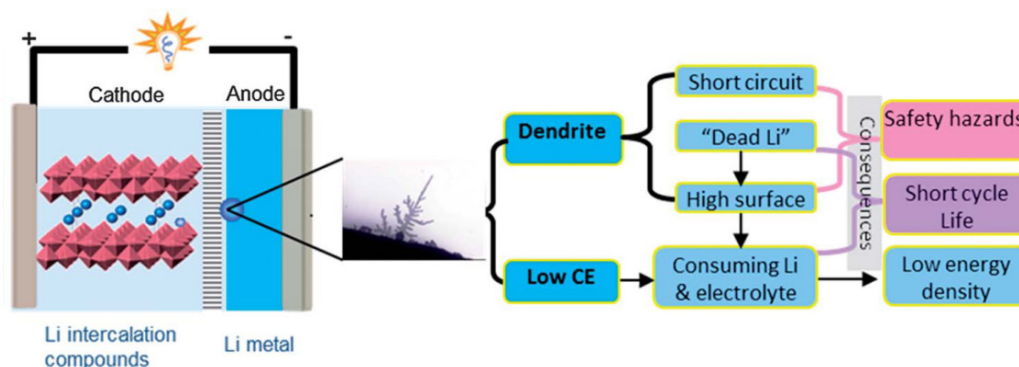 +
-
Cathode
Anode
Li intercalation
compounds
Li metal
Dendrite
Low CE
Short circuit
“Dead Li”
High surface
Consuming Li
& electrolyte
Consequences
Safety hazards
Short cycle
Life
Low energy
density